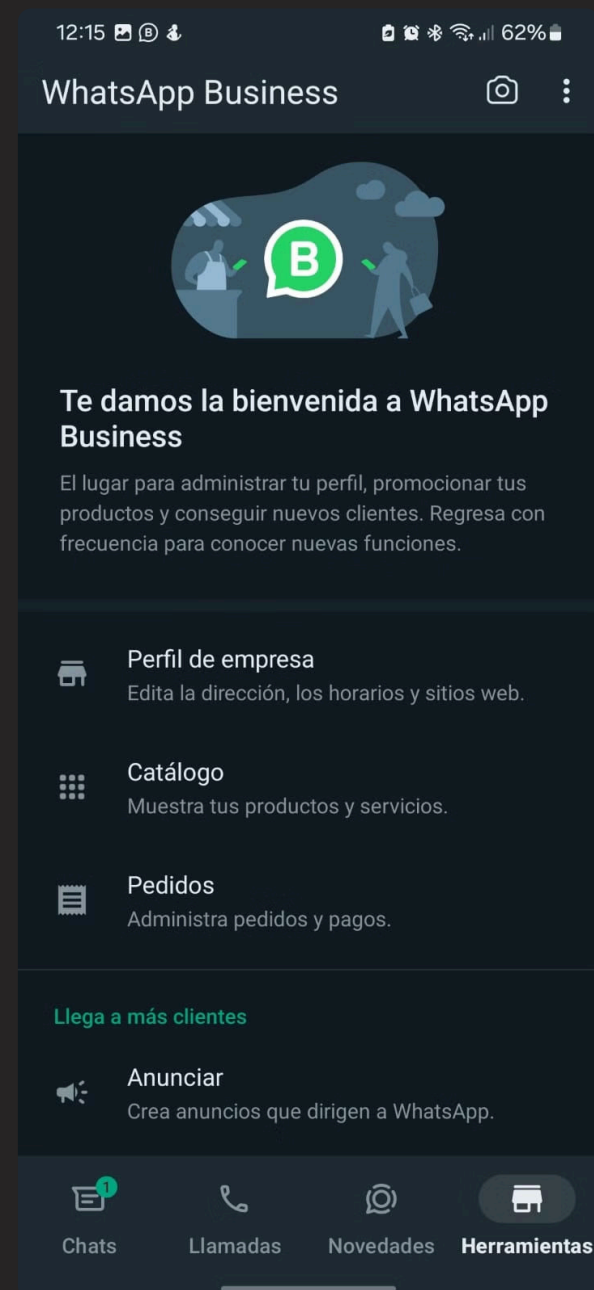 12:15
62%
WhatsApp Business
B
Te damos la bienvenida a WhatsApp
Business
El lugar para administrar tu perfil, promocionar tus
productos y conseguir nuevos clientes. Regresa con
frecuencia para conocer nuevas funciones.
Perfil de empresa
Edita la dirección, los horarios y sitios web.
Catálogo
Muestra tus productos y servicios.
Pedidos
Administra pedidos y pagos.
Llega a más clientes
Anunciar
Crea anuncios que dirigen a WhatsApp.
1
Chats
Llamadas
Novedades
Herramientas